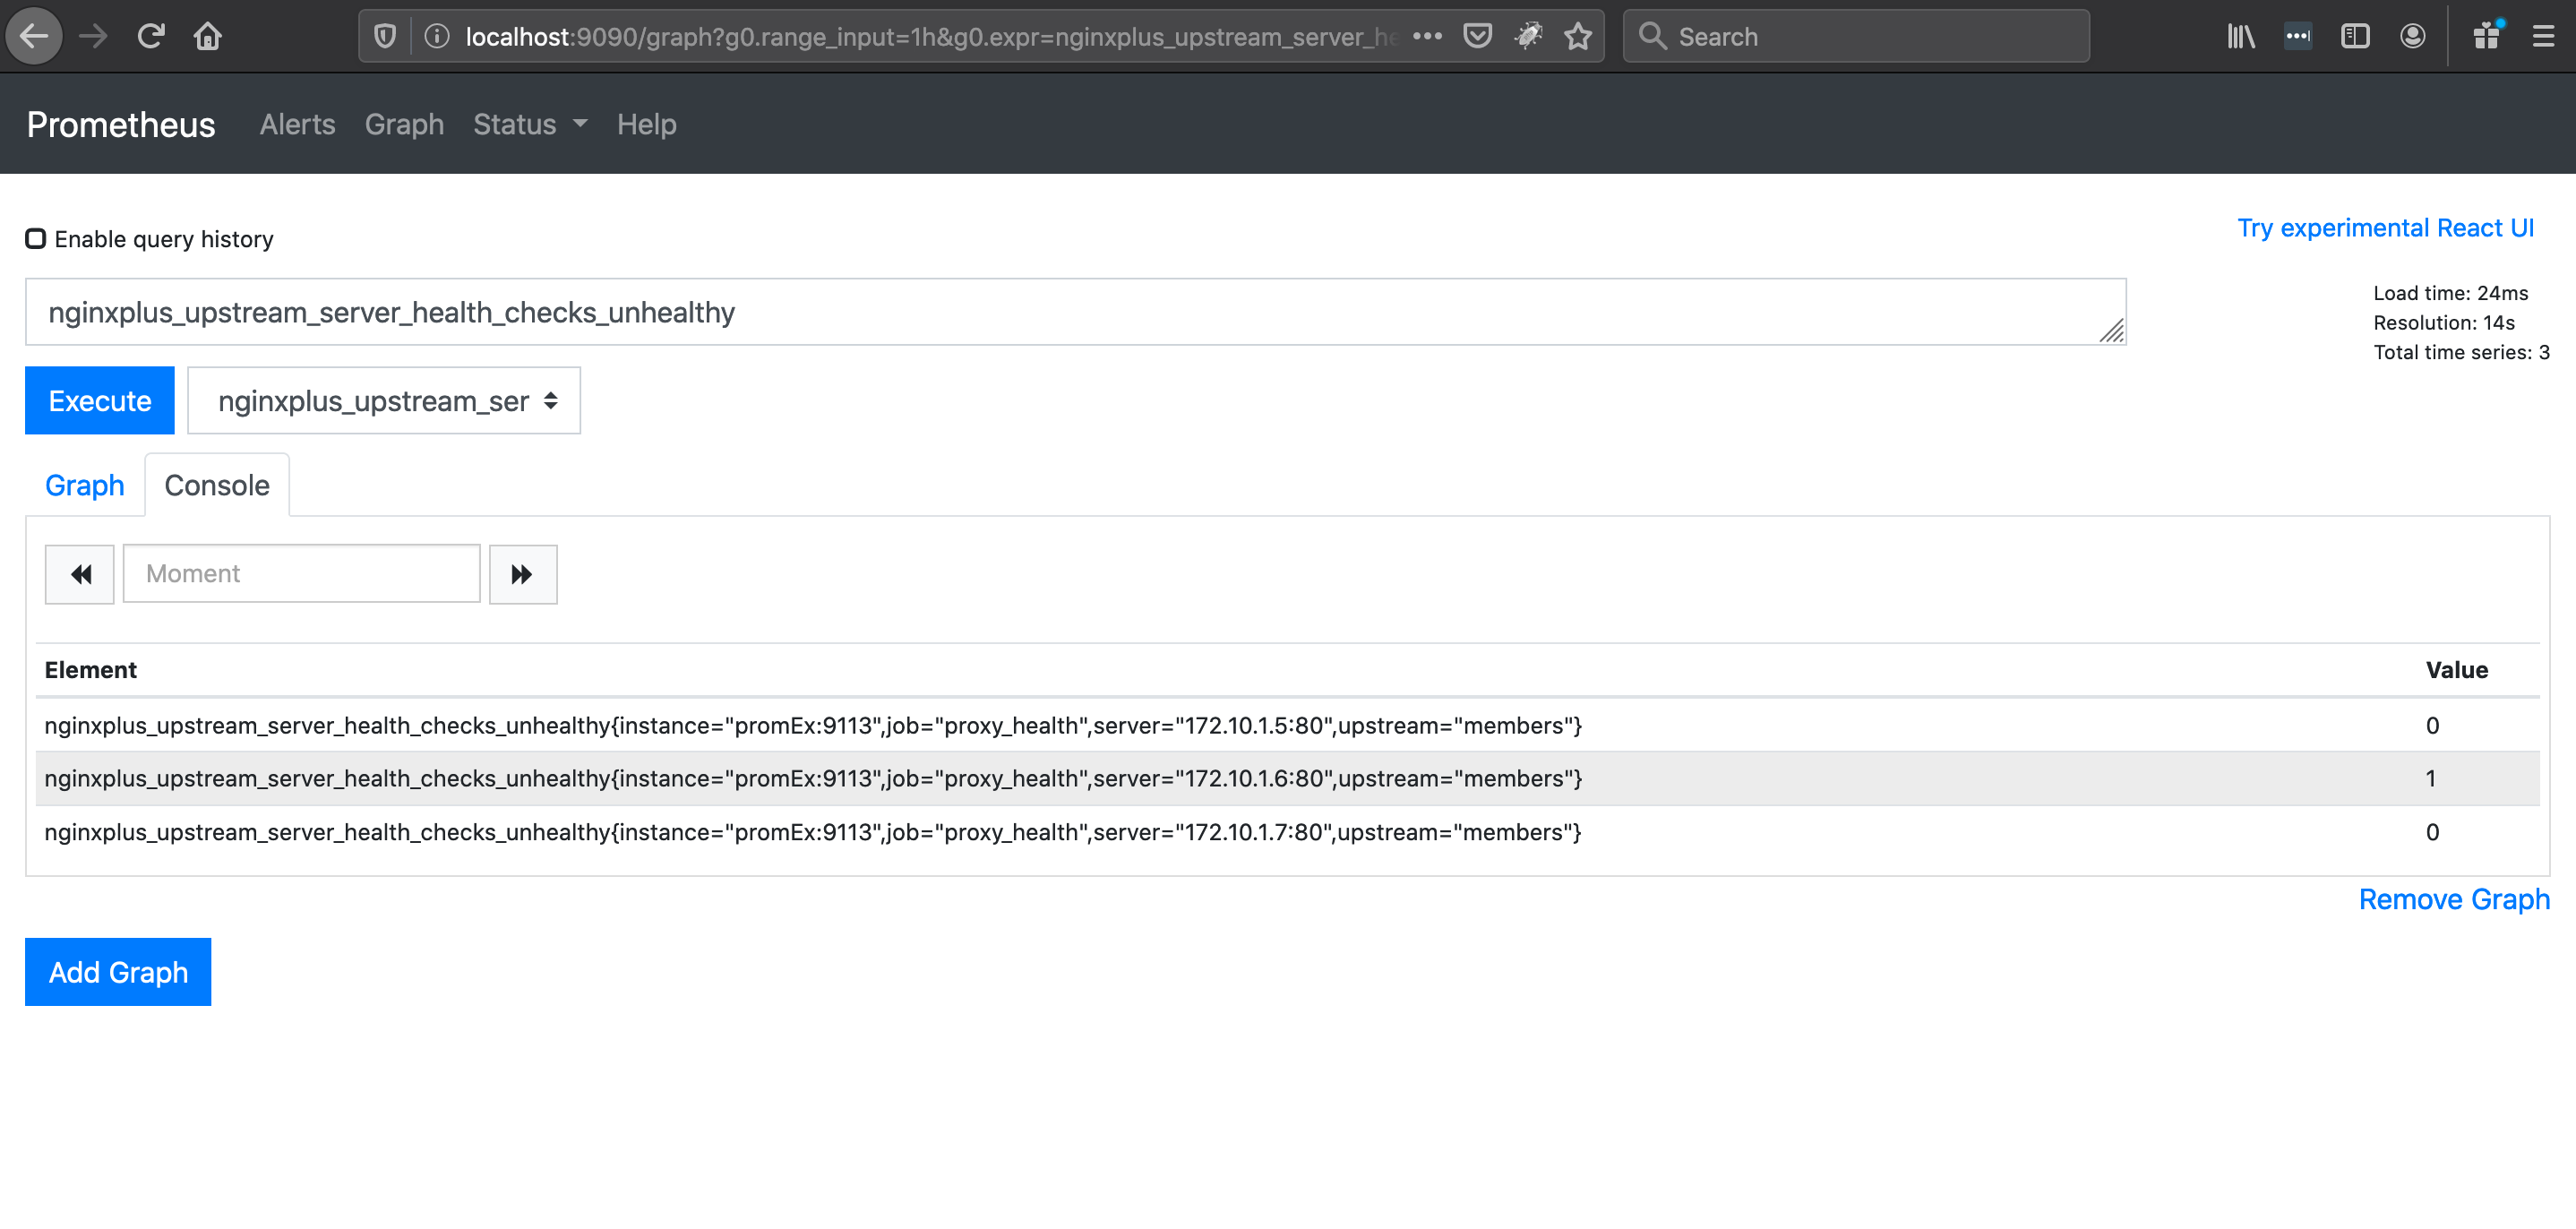 localhost:9090/graph?g0.range_input=1h&g0.expr=nginxplus_upstream_server_he
Search
Prometheus Alerts Graph Status Help
Enable query history
Try experimental React UI
nginxplus_upstream_server_health_checks_unhealthy
Load time: 24ms
Resolution: 14s
Total time series: 3
Execute
nginxplus_upstream_ser
Graph Console
Moment
Element Value
nginxplus_upstream_server_health_checks_unhealthy{instance="promEx:9113",job="proxy_health",server="172.10.1.5:80",upstream="members"} 0
nginxplus_upstream_server_health_checks_unhealthy{instance="promEx:9113",job="proxy_health",server="172.10.1.6:80",upstream="members"} 1
nginxplus_upstream_server_health_checks_unhealthy{instance="promEx:9113",job="proxy_health",server="172.10.1.7:80",upstream="members"} 0
Remove Graph
Add Graph